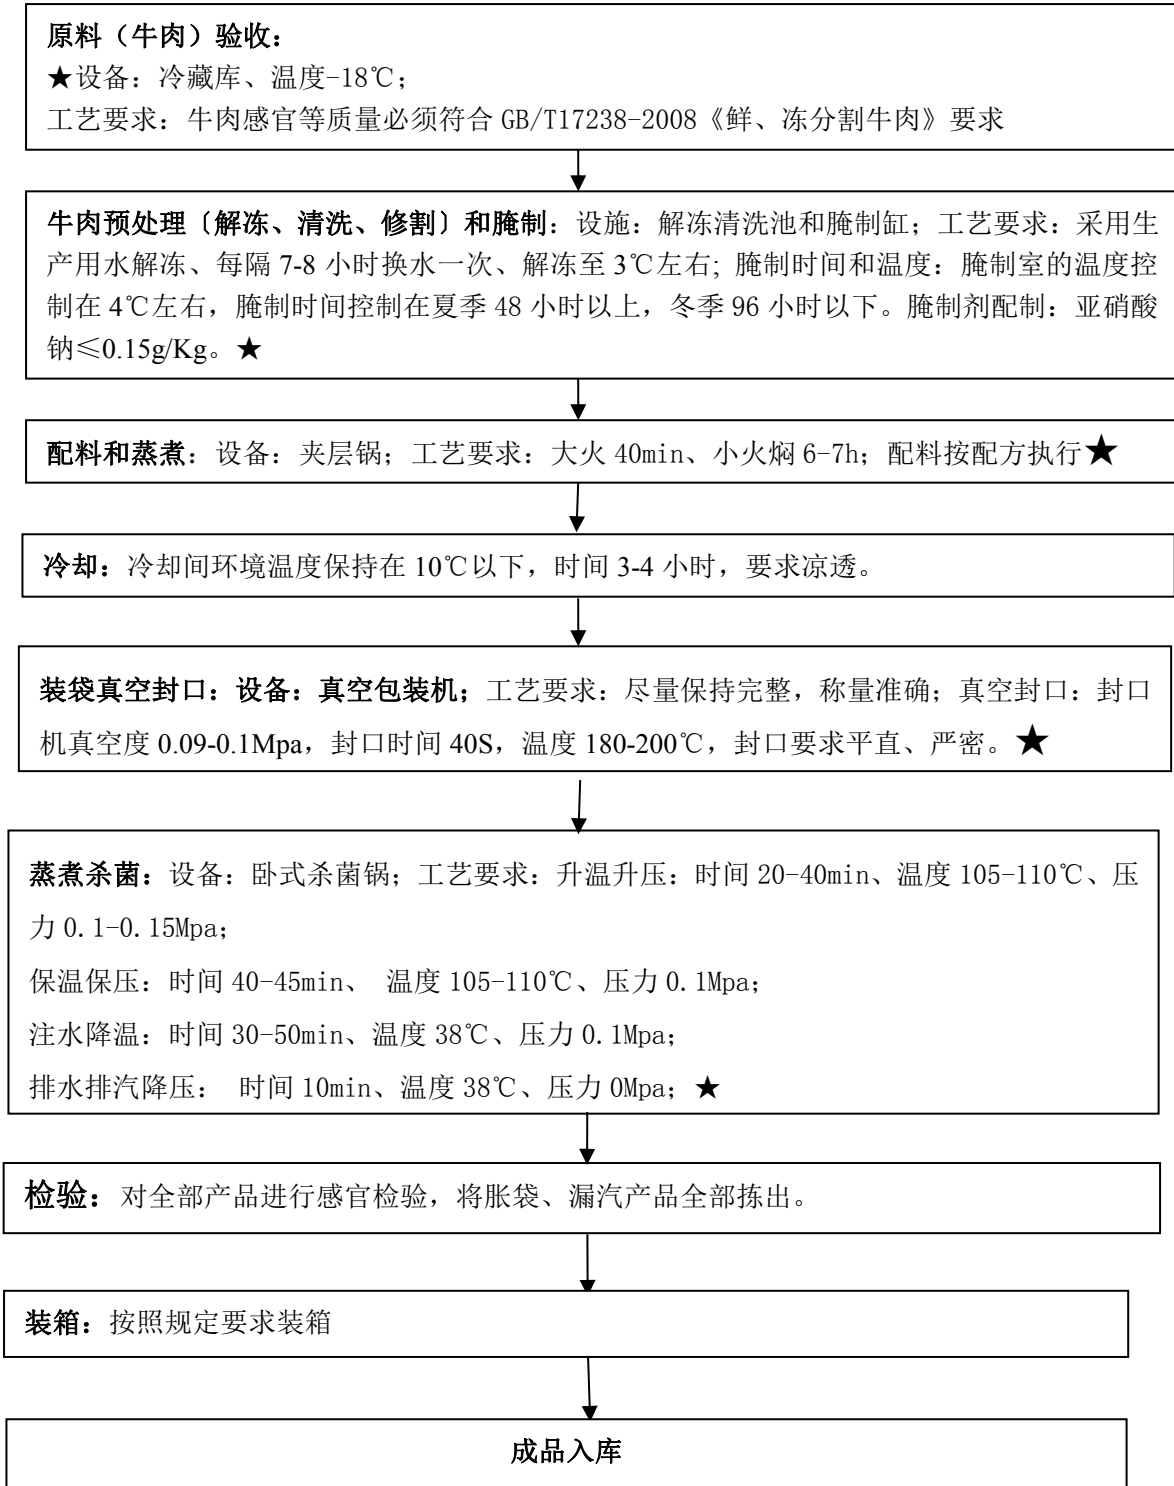 原料（牛肉）验收：
★设备：冷藏库、温度-18℃；
工艺要求：牛肉感官等质量必须符合 GB/T17238-2008《鲜、冻分割牛肉》要求
牛肉预处理〔解冻、清洗、修割〕和腌制：设施：解冻清洗池和腌制缸；工艺要求：采用生
产用水解冻、每隔 7-8 小时换水一次、解冻至 3℃左右; 腌制时间和温度：腌制室的温度控
制在 4℃左右，腌制时间控制在夏季 48 小时以上，冬季 96 小时以下。腌制剂配制：亚硝酸
钠≤0.15g/Kg。★
配料和蒸煮：设备：夹层锅；工艺要求：大火 40min、小火焖 6-7h；配料按配方执行★
冷却：冷却间环境温度保持在 10℃以下，时间 3-4 小时，要求凉透。
装袋真空封口：设备：真空包装机；工艺要求：尽量保持完整，称量准确；真空封口：封口
机真空度 0.09-0.1Mpa，封口时间 40S，温度 180-200℃，封口要求平直、严密。★
蒸煮杀菌：设备：卧式杀菌锅；工艺要求：升温升压：时间 20-40min、温度 105-110℃、压
力 0.1-0.15Mpa；
保温保压：时间 40-45min、 温度 105-110℃、压力 0.1Mpa；
注水降温：时间 30-50min、温度 38℃、压力 0.1Mpa；
排水排汽降压： 时间 10min、温度 38℃、压力 0Mpa；★
检验：对全部产品进行感官检验，将胀袋、漏汽产品全部拣出。
装箱：按照规定要求装箱
成品入库